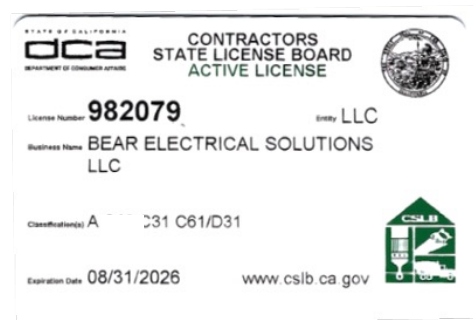 STATE OF CALIFORNIA
dca
DEPARTMENT OF CONSUMER AFFAIRS
CONTRACTORS
STATE LICENSE BOARD
ACTIVE LICENSE
License Number 982079
Entity LLC
Business Name BEAR ELECTRICAL SOLUTIONS
LLC
Classification(s) A C31 C61/D31
CSLB
Expiration Date 08/31/2026 www.cslb.ca.gov